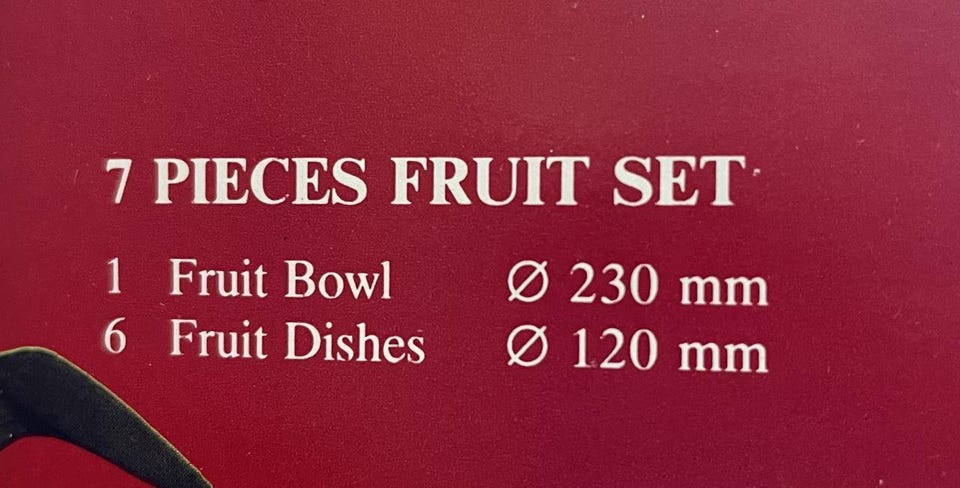 7 PIECES FRUIT SET
1 Fruit Bowl Ø 230 mm
6 Fruit Dishes Ø 120 mm